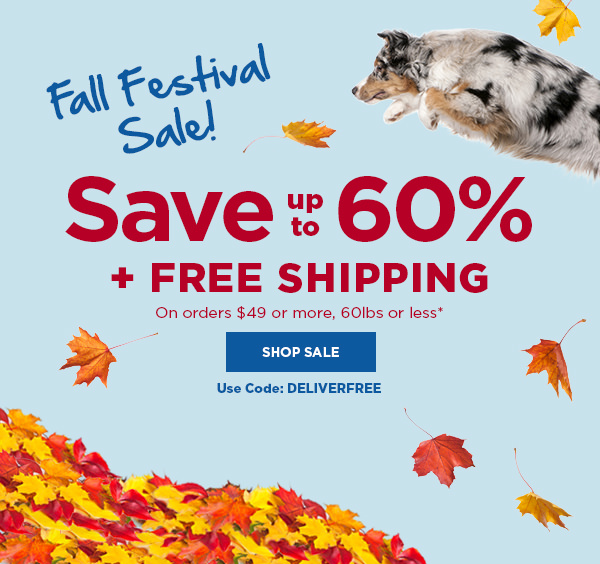 Fall Festival
Sale!
Save up to 60%
+ FREE SHIPPING
On orders $49 or more, 60lbs or less*
SHOP SALE
Use Code: DELIVERFREE